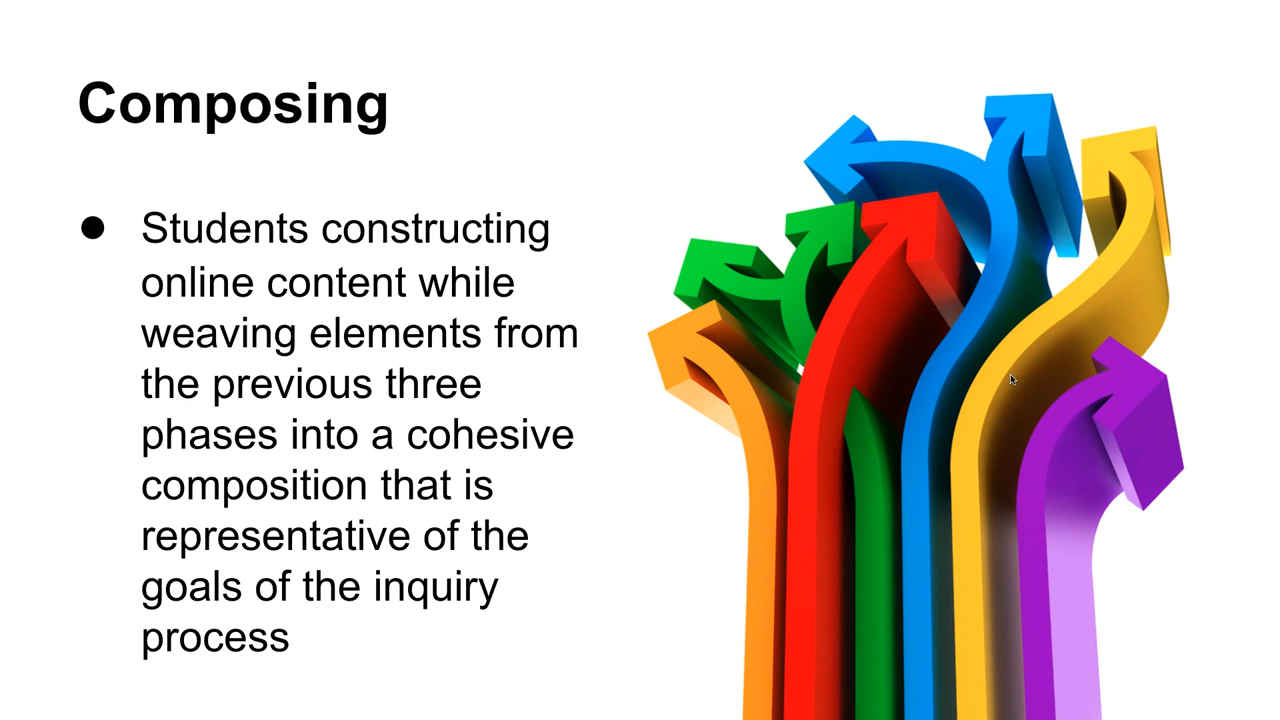 Composing
● Students constructing
online content while
weaving elements from
the previous three
phases into a cohesive
composition that is
representative of the
goals of the inquiry
process